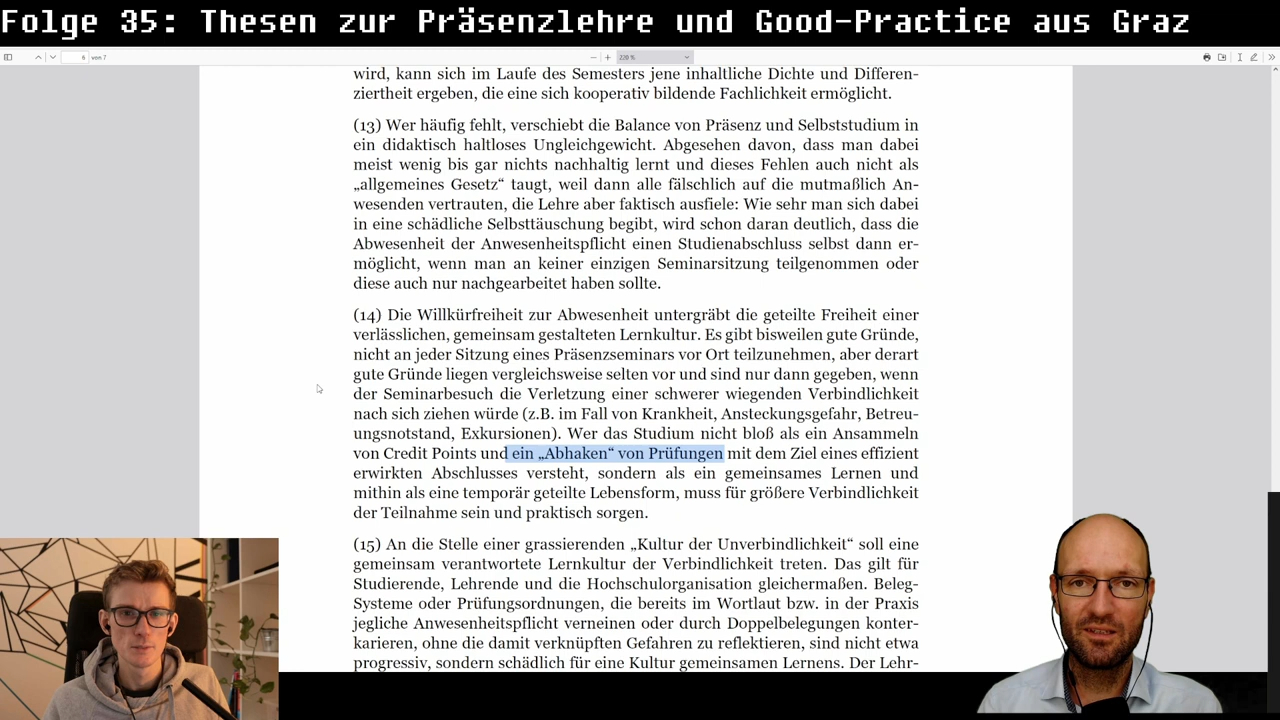 Folge 35: Thesen zur Präsenzlehre und Good-Practice aus Graz
6 von 7
220 %
wird, kann sich im Laufe des Semesters jene inhaltliche Dichte und Differen-
ziertheit ergeben, die eine sich kooperativ bildende Fachlichkeit ermöglicht.
(13) Wer häufig fehlt, verschiebt die Balance von Präsenz und Selbststudium in
ein didaktisch haltloses Ungleichgewicht. Abgesehen davon, dass man dabei
meist wenig bis gar nichts nachhaltig lernt und dieses Fehlen auch nicht als
„allgemeines Gesetz“ taugt, weil dann alle fälschlich auf die mutmaßlich An-
wesenden vertrauten, die Lehre aber faktisch ausfiele: Wie sehr man sich dabei
in eine schädliche Selbsttäuschung begibt, wird schon daran deutlich, dass die
Abwesenheit der Anwesenheitspflicht einen Studienabschluss selbst dann er-
möglicht, wenn man an keiner einzigen Seminarsitzung teilgenommen oder
diese auch nur nachgearbeitet haben sollte.
(14) Die Willkürfreiheit zur Abwesenheit untergräbt die geteilte Freiheit einer
verlässlichen, gemeinsam gestalteten Lernkultur. Es gibt bisweilen gute Gründe,
nicht an jeder Sitzung eines Präsenzseminars vor Ort teilzunehmen, aber derart
gute Gründe liegen vergleichsweise selten vor und sind nur dann gegeben, wenn
der Seminarbesuch die Verletzung einer schwerer wiegenden Verbindlichkeit
nach sich ziehen würde (z.B. im Fall von Krankheit, Ansteckungsgefahr, Betreu-
ungsnotstand, Exkursionen). Wer das Studium nicht bloß als ein Ansammeln
von Credit Points und ein „Abhaken“ von Prüfungen mit dem Ziel eines effizient
erwirkten Abschlusses versteht, sondern als ein gemeinsames Lernen und
mithin als eine temporär geteilte Lebensform, muss für größere Verbindlichkeit
der Teilnahme sein und praktisch sorgen.
(15) An die Stelle einer grassierenden „Kultur der Unverbindlichkeit“ soll eine
gemeinsam verantwortete Lernkultur der Verbindlichkeit treten. Das gilt für
Studierende, Lehrende und die Hochschulorganisation gleichermaßen. Beleg-
Systeme oder Prüfungsordnungen, die bereits im Wortlaut bzw. in der Praxis
jegliche Anwesenheitspflicht verneinen oder durch Doppelbelegungen konter-
karieren, ohne die damit verknüpften Gefahren zu reflektieren, sind nicht etwa
progressiv, sondern schädlich für eine Kultur gemeinsamen Lernens. Der Lehr-